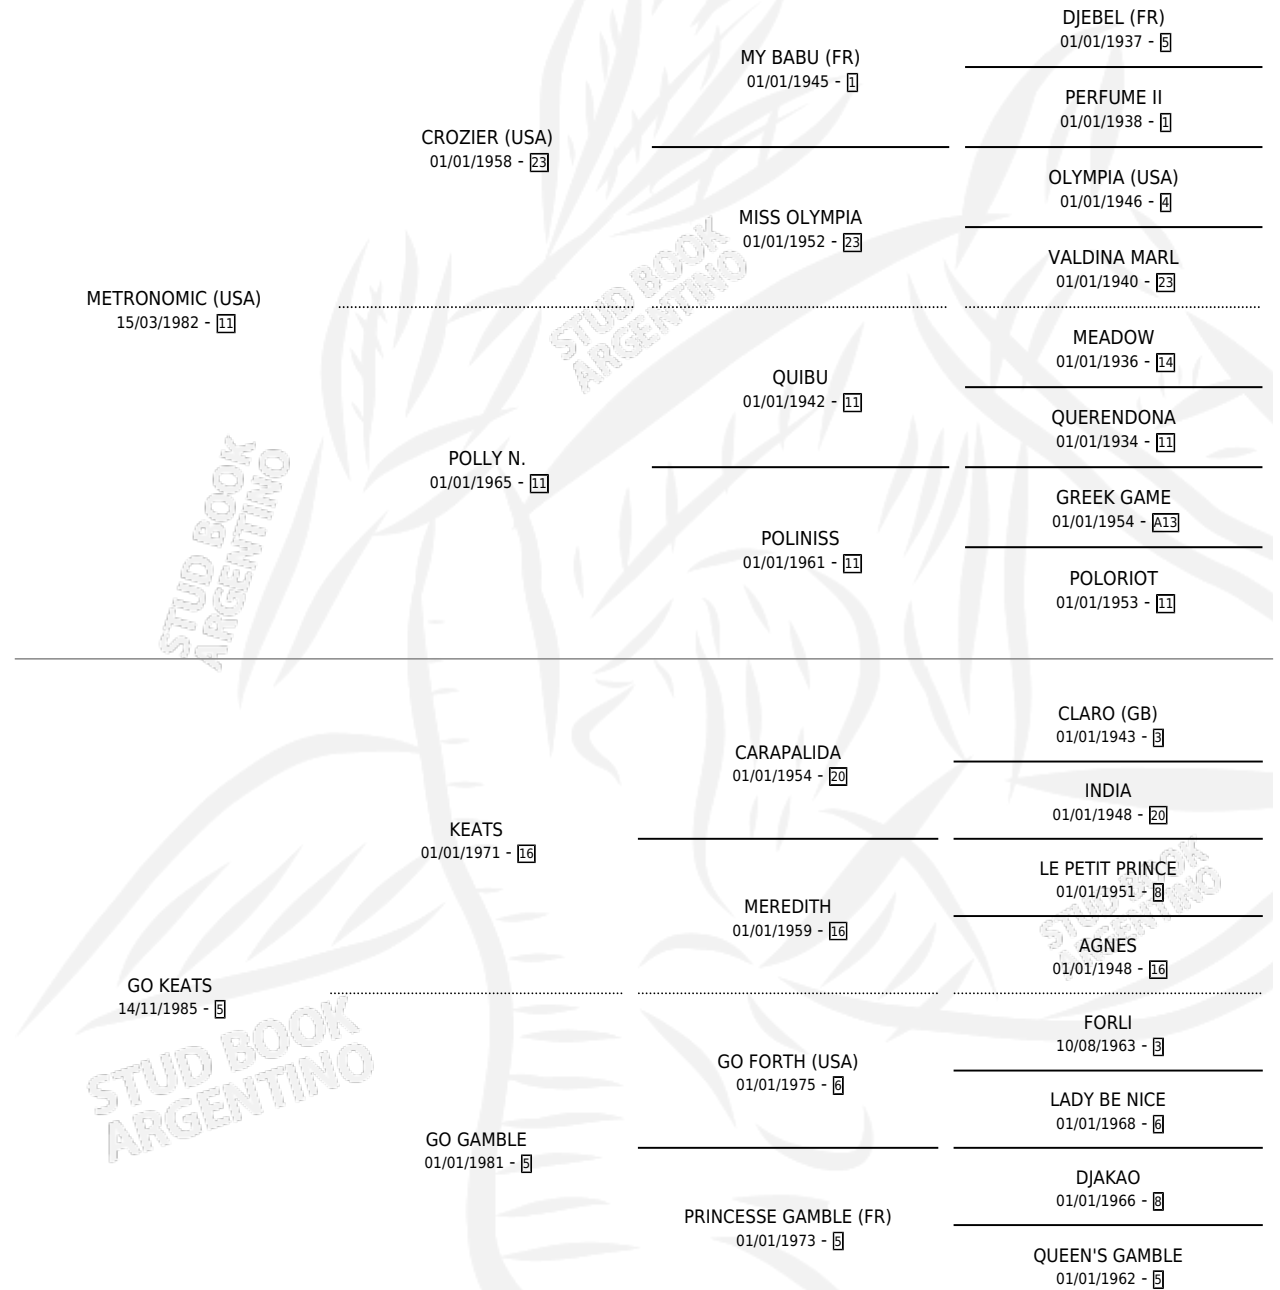 DJEBEL (FR)
01/01/1937 - 5
MY BABU (FR)
01/01/1945 - 1
PERFUME II
01/01/1938 - 1
CROZIER (USA)
01/01/1958 - 23
OLYMPIA (USA)
01/01/1946 - 4
MISS OLYMPIA
01/01/1952 - 23
VALDINA MARL
01/01/1940 - 23
METRONOMIC (USA)
15/03/1982 - 11
STUD BOOK
ARGENTINO
MEADOW
01/01/1936 - 14
QUIBU
01/01/1942 - 11
QUERENDONA
01/01/1934 - 11
POLLY N.
01/01/1965 - 11
GREEK GAME
01/01/1954 - A13
POLINISS
01/01/1961 - 11
POLORIOT
01/01/1953 - 11
STUD BOOK
ARGENTINO
CLARO (GB)
01/01/1943 - 3
CARAPALIDA
01/01/1954 - 20
INDIA
01/01/1948 - 20
KEATS
01/01/1971 - 16
LE PETIT PRINCE
01/01/1951 - 8
MEREDITH
01/01/1959 - 16
AGNES
01/01/1948 - 16
STUD BOOK
ARGENTINO
GO KEATS
14/11/1985 - 5
STUD BOOK
ARGENTINO
FORLI
10/08/1963 - 3
GO FORTH (USA)
01/01/1975 - 6
LADY BE NICE
01/01/1968 - 6
GO GAMBLE
01/01/1981 - 5
DJAKAO
01/01/1966 - 8
PRINCESSE GAMBLE (FR)
01/01/1973 - 5
QUEEN'S GAMBLE
01/01/1962 - 5